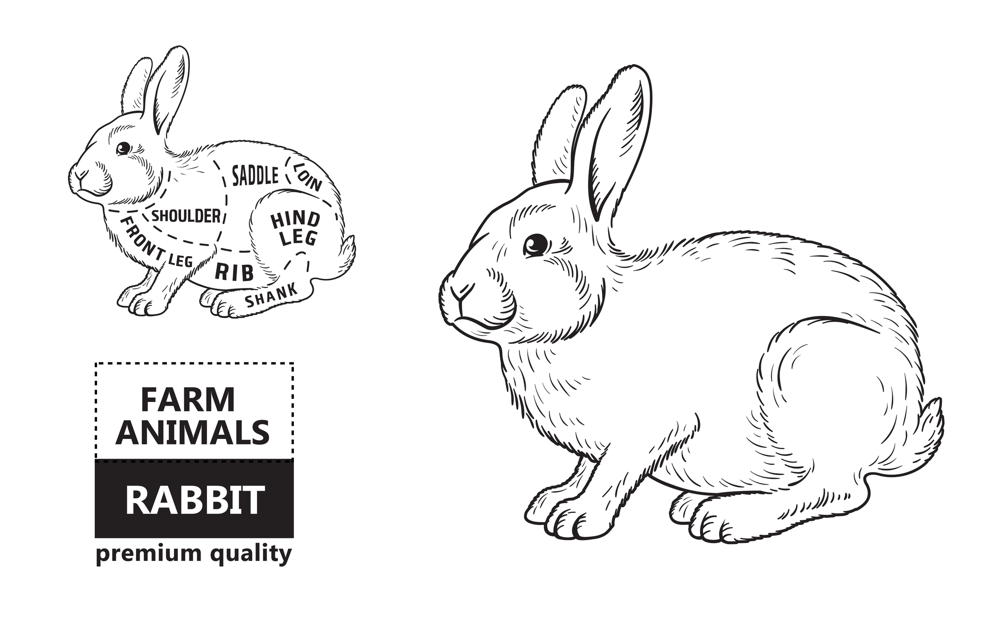 SADDLE
LOIN
SHOULDER
HIND
LEG
FRONT LEG
RIB
SHANK
FARM
ANIMALS
RABBIT
premium quality